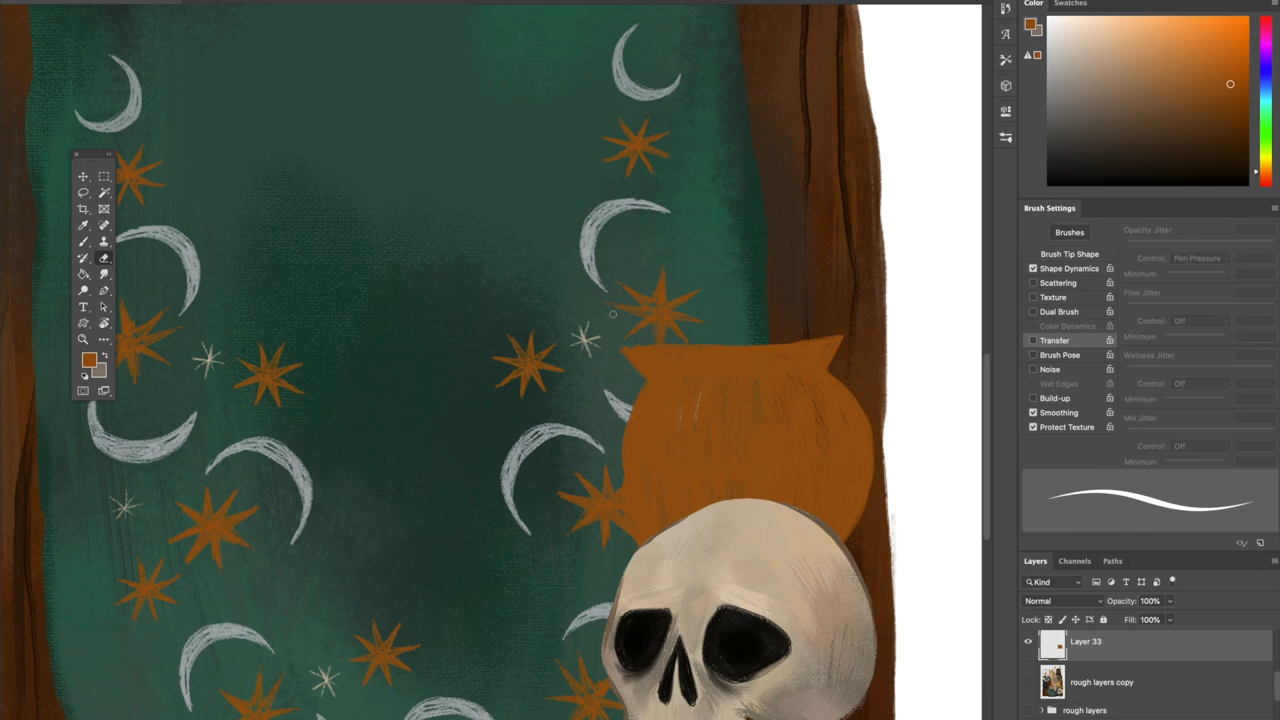 Color Swatches
Brush Settings
Brushes
Opacity Jitter
Brush Tip Shape
Control: Pen Pressure
Shape Dynamics
Minimum
Scattering
Flow Jitter
Texture
Dual Brush
Control: Off
Color Dynamics
Transfer
Minimum
Brush Pose
Wetness Jitter
Noise
Control: Off
Wet Edges
Build-up
Minimum
Smoothing
Mix Jitter
Protect Texture
Control: Off
Minimum
Layers Channels Paths
Kind
Normal Opacity: 100%
Lock: Fill: 100%
Layer 33
rough layers copy
rough layers